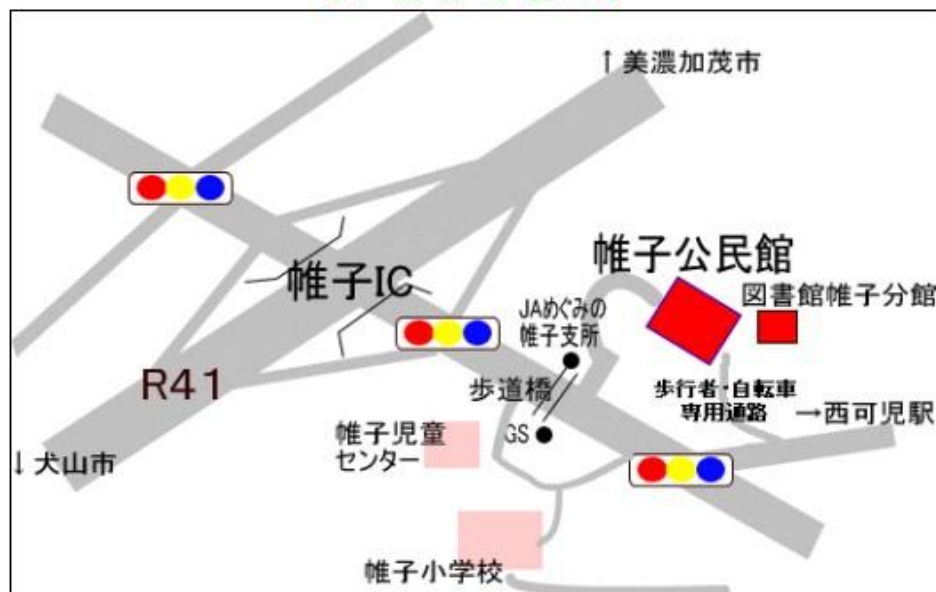 ↑美濃加茂市
帷子公民館
図書館帷子分館
帷子IC
JAめぐみの
帷子支所
R41
歩道橋
歩行者・自転車
専用通路
→西可児駅
GS
帷子児童
センター
↓犬山市
帷子小学校